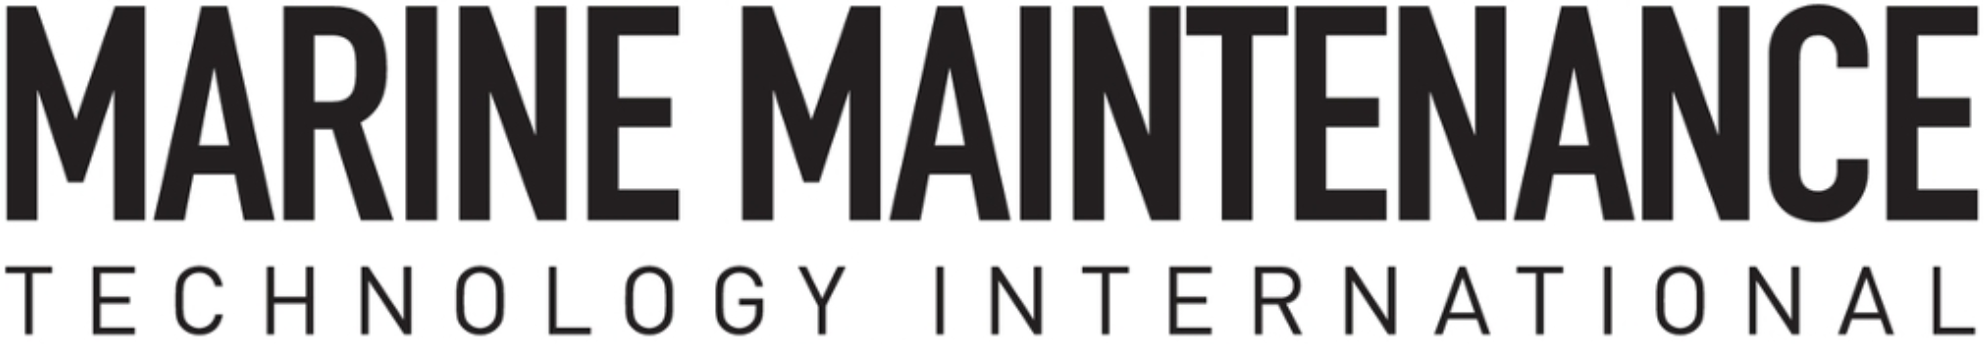 MARINE MAINTENANCE
TECHNOLOGY INTERNATIONAL